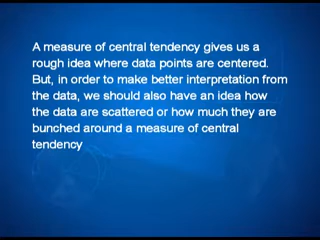 A measure of central tendency gives us a
rough idea where data points are centered.
But, in order to make better interpretation from
the data, we should also have an idea how
the data are scattered or how much they are
bunched around a measure of central
tendency